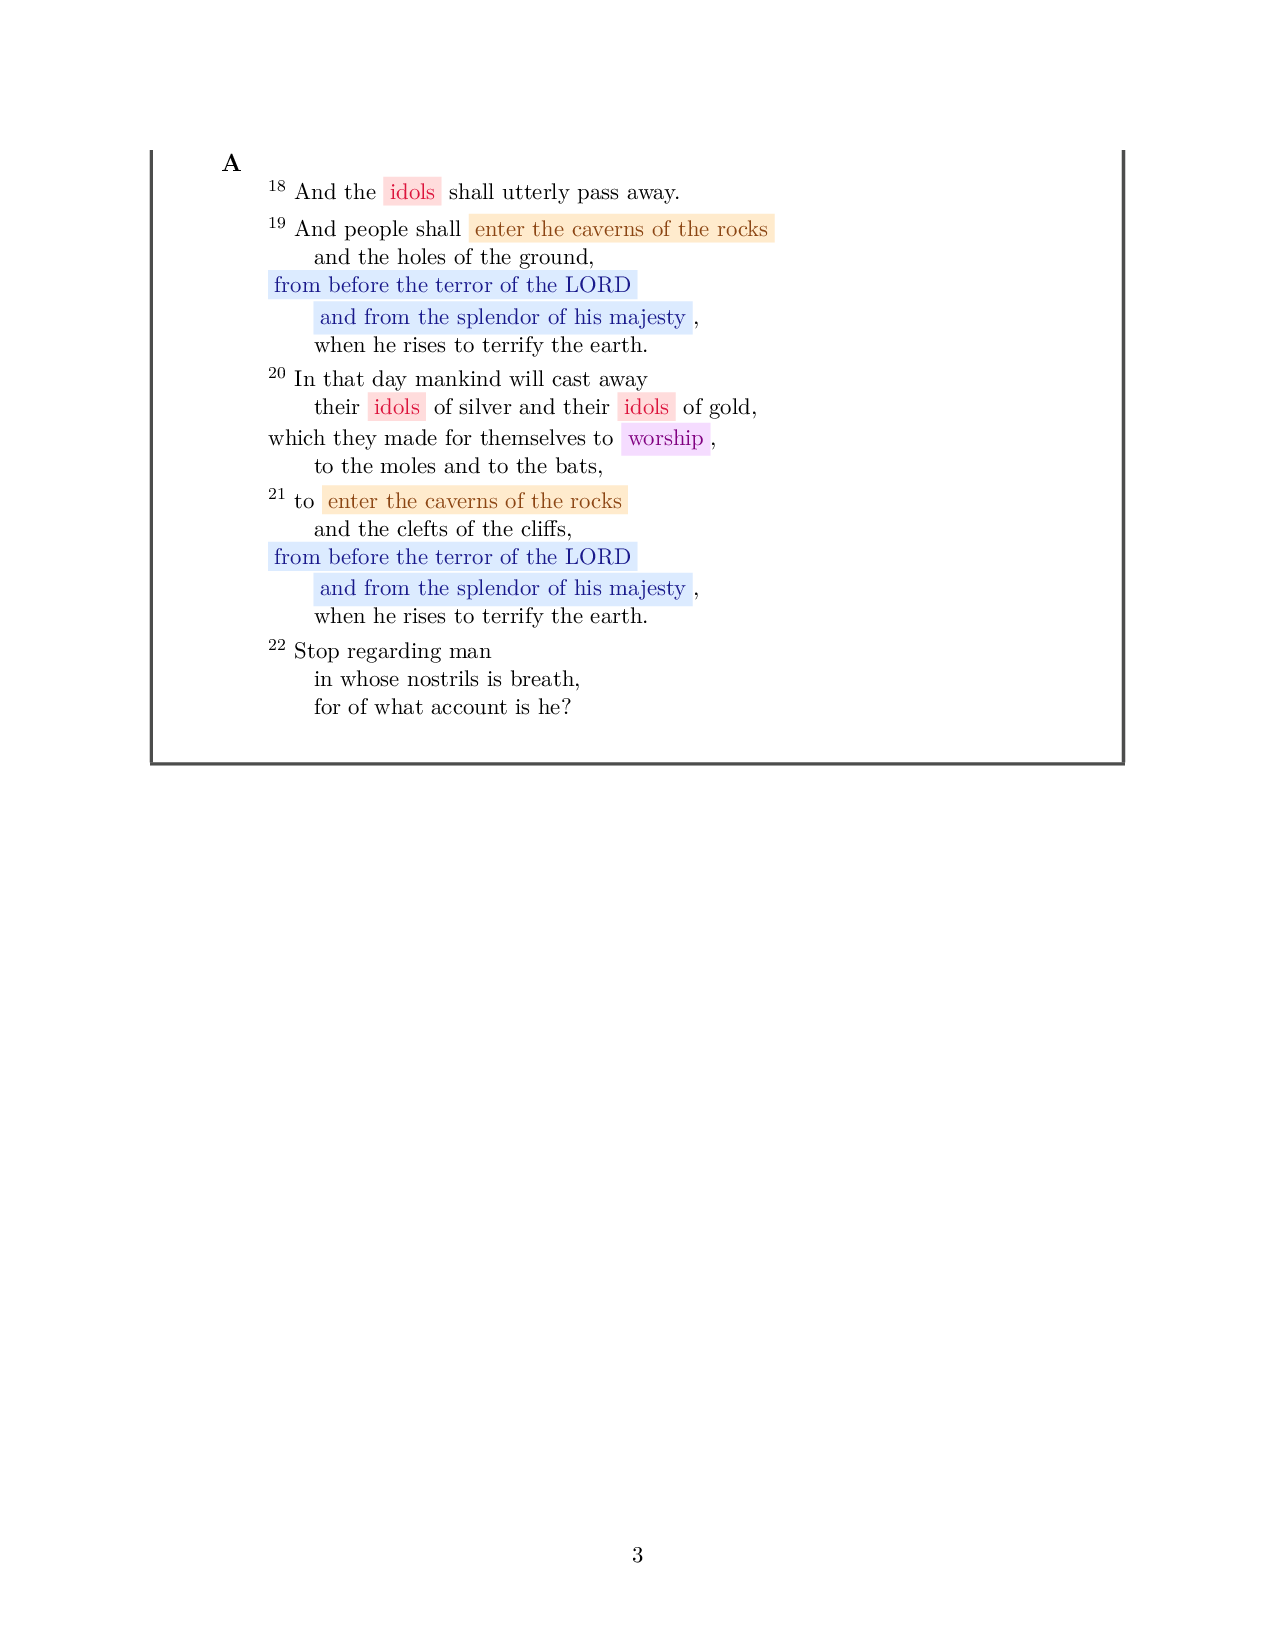 A
18 And the idols shall utterly pass away.
19 And people shall enter the caverns of the rocks
and the holes of the ground,
from before the terror of the LORD
and from the splendor of his majesty ,
when he rises to terrify the earth.
20 In that day mankind will cast away
their idols of silver and their idols of gold,
which they made for themselves to worship ,
to the moles and to the bats,
21 to enter the caverns of the rocks
and the clefts of the cliffs,
from before the terror of the LORD
and from the splendor of his majesty ,
when he rises to terrify the earth.
22 Stop regarding man
in whose nostrils is breath,
for of what account is he?
3